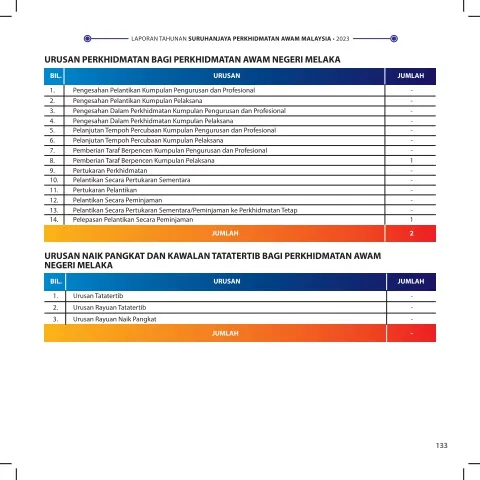 LAPORAN TAHUNAN SURUHANJAYA PERKHIDMATAN AWAM MALAYSIA • 2023
URUSAN PERKHIDMATAN BAGI PERKHIDMATAN AWAM NEGERI MELAKA
BIL. URUSAN JUMLAH
1. Pengesahan Pelantikan Kumpulan Pengurusan dan Profesional -
2. Pengesahan Pelantikan Kumpulan Pelaksana -
3. Pengesahan Dalam Perkhidmatan Kumpulan Pengurusan dan Profesional -
4. Pengesahan Dalam Perkhidmatan Kumpulan Pelaksana -
5. Pelanjutan Tempoh Percubaan Kumpulan Pengurusan dan Profesional -
6. Pelanjutan Tempoh Percubaan Kumpulan Pelaksana -
7. Pemberian Taraf Berpencen Kumpulan Pengurusan dan Profesional -
8. Pemberian Taraf Berpencen Kumpulan Pelaksana 1
9. Pertukaran Perkhidmatan -
10. Pelantikan Secara Pertukaran Sementara -
11. Pertukaran Pelantikan -
12. Pelantikan Secara Peminjaman -
13. Pelantikan Secara Pertukaran Sementara/Peminjaman ke Perkhidmatan Tetap -
14. Pelepasan Pelantikan Secara Peminjaman 1
JUMLAH 2
URUSAN NAIK PANGKAT DAN KAWALAN TATATERTIB BAGI PERKHIDMATAN AWAM
NEGERI MELAKA
BIL. URUSAN JUMLAH
1. Urusan Tatatertib -
2. Urusan Rayuan Tatatertib -
3. Urusan Rayuan Naik Pangkat -
JUMLAH -
133